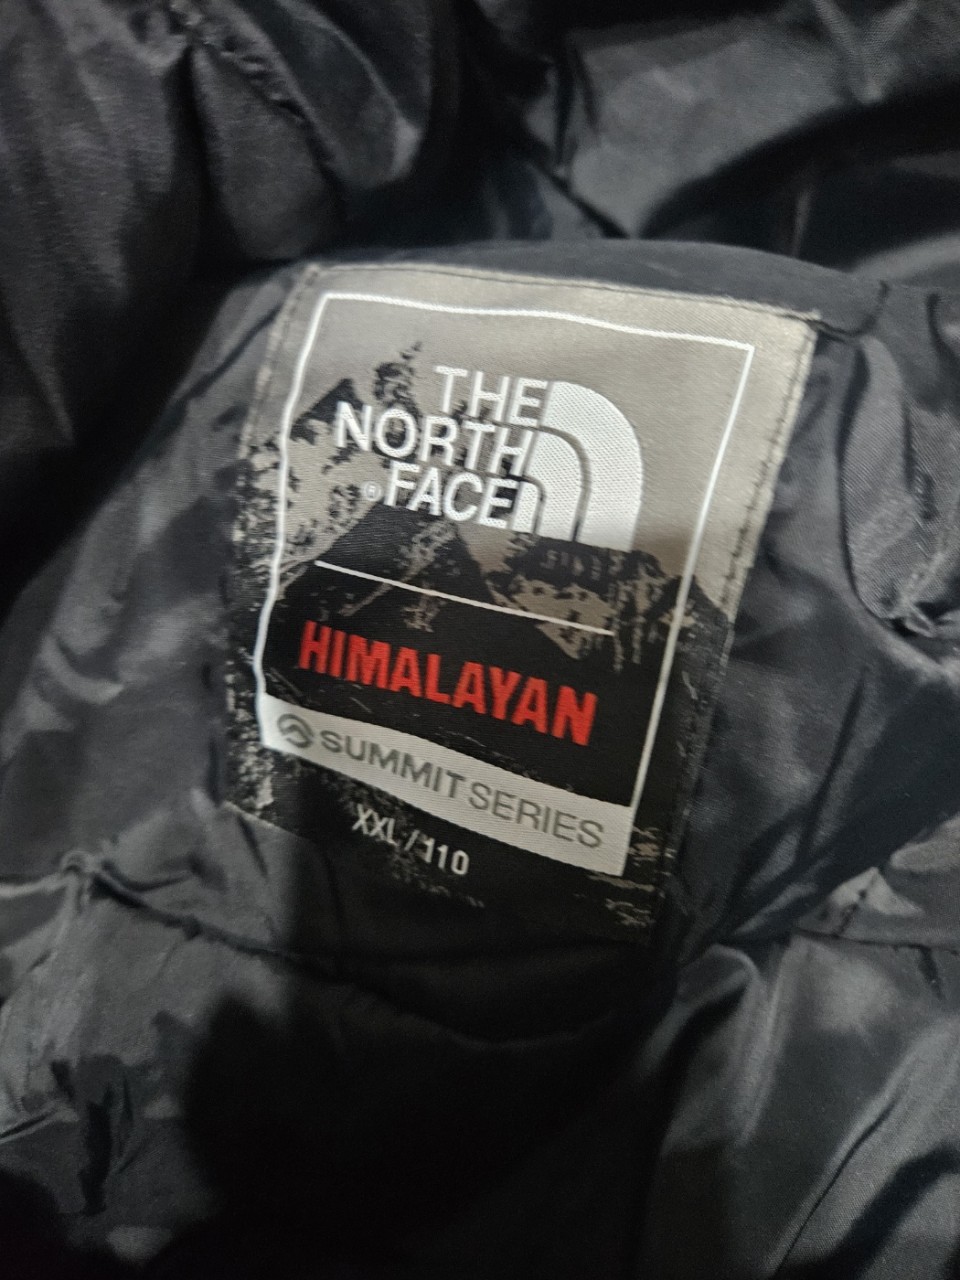 THE
NORTH
® FACE
HIMALAYAN
SUMMIT SERIES
XXL / 110